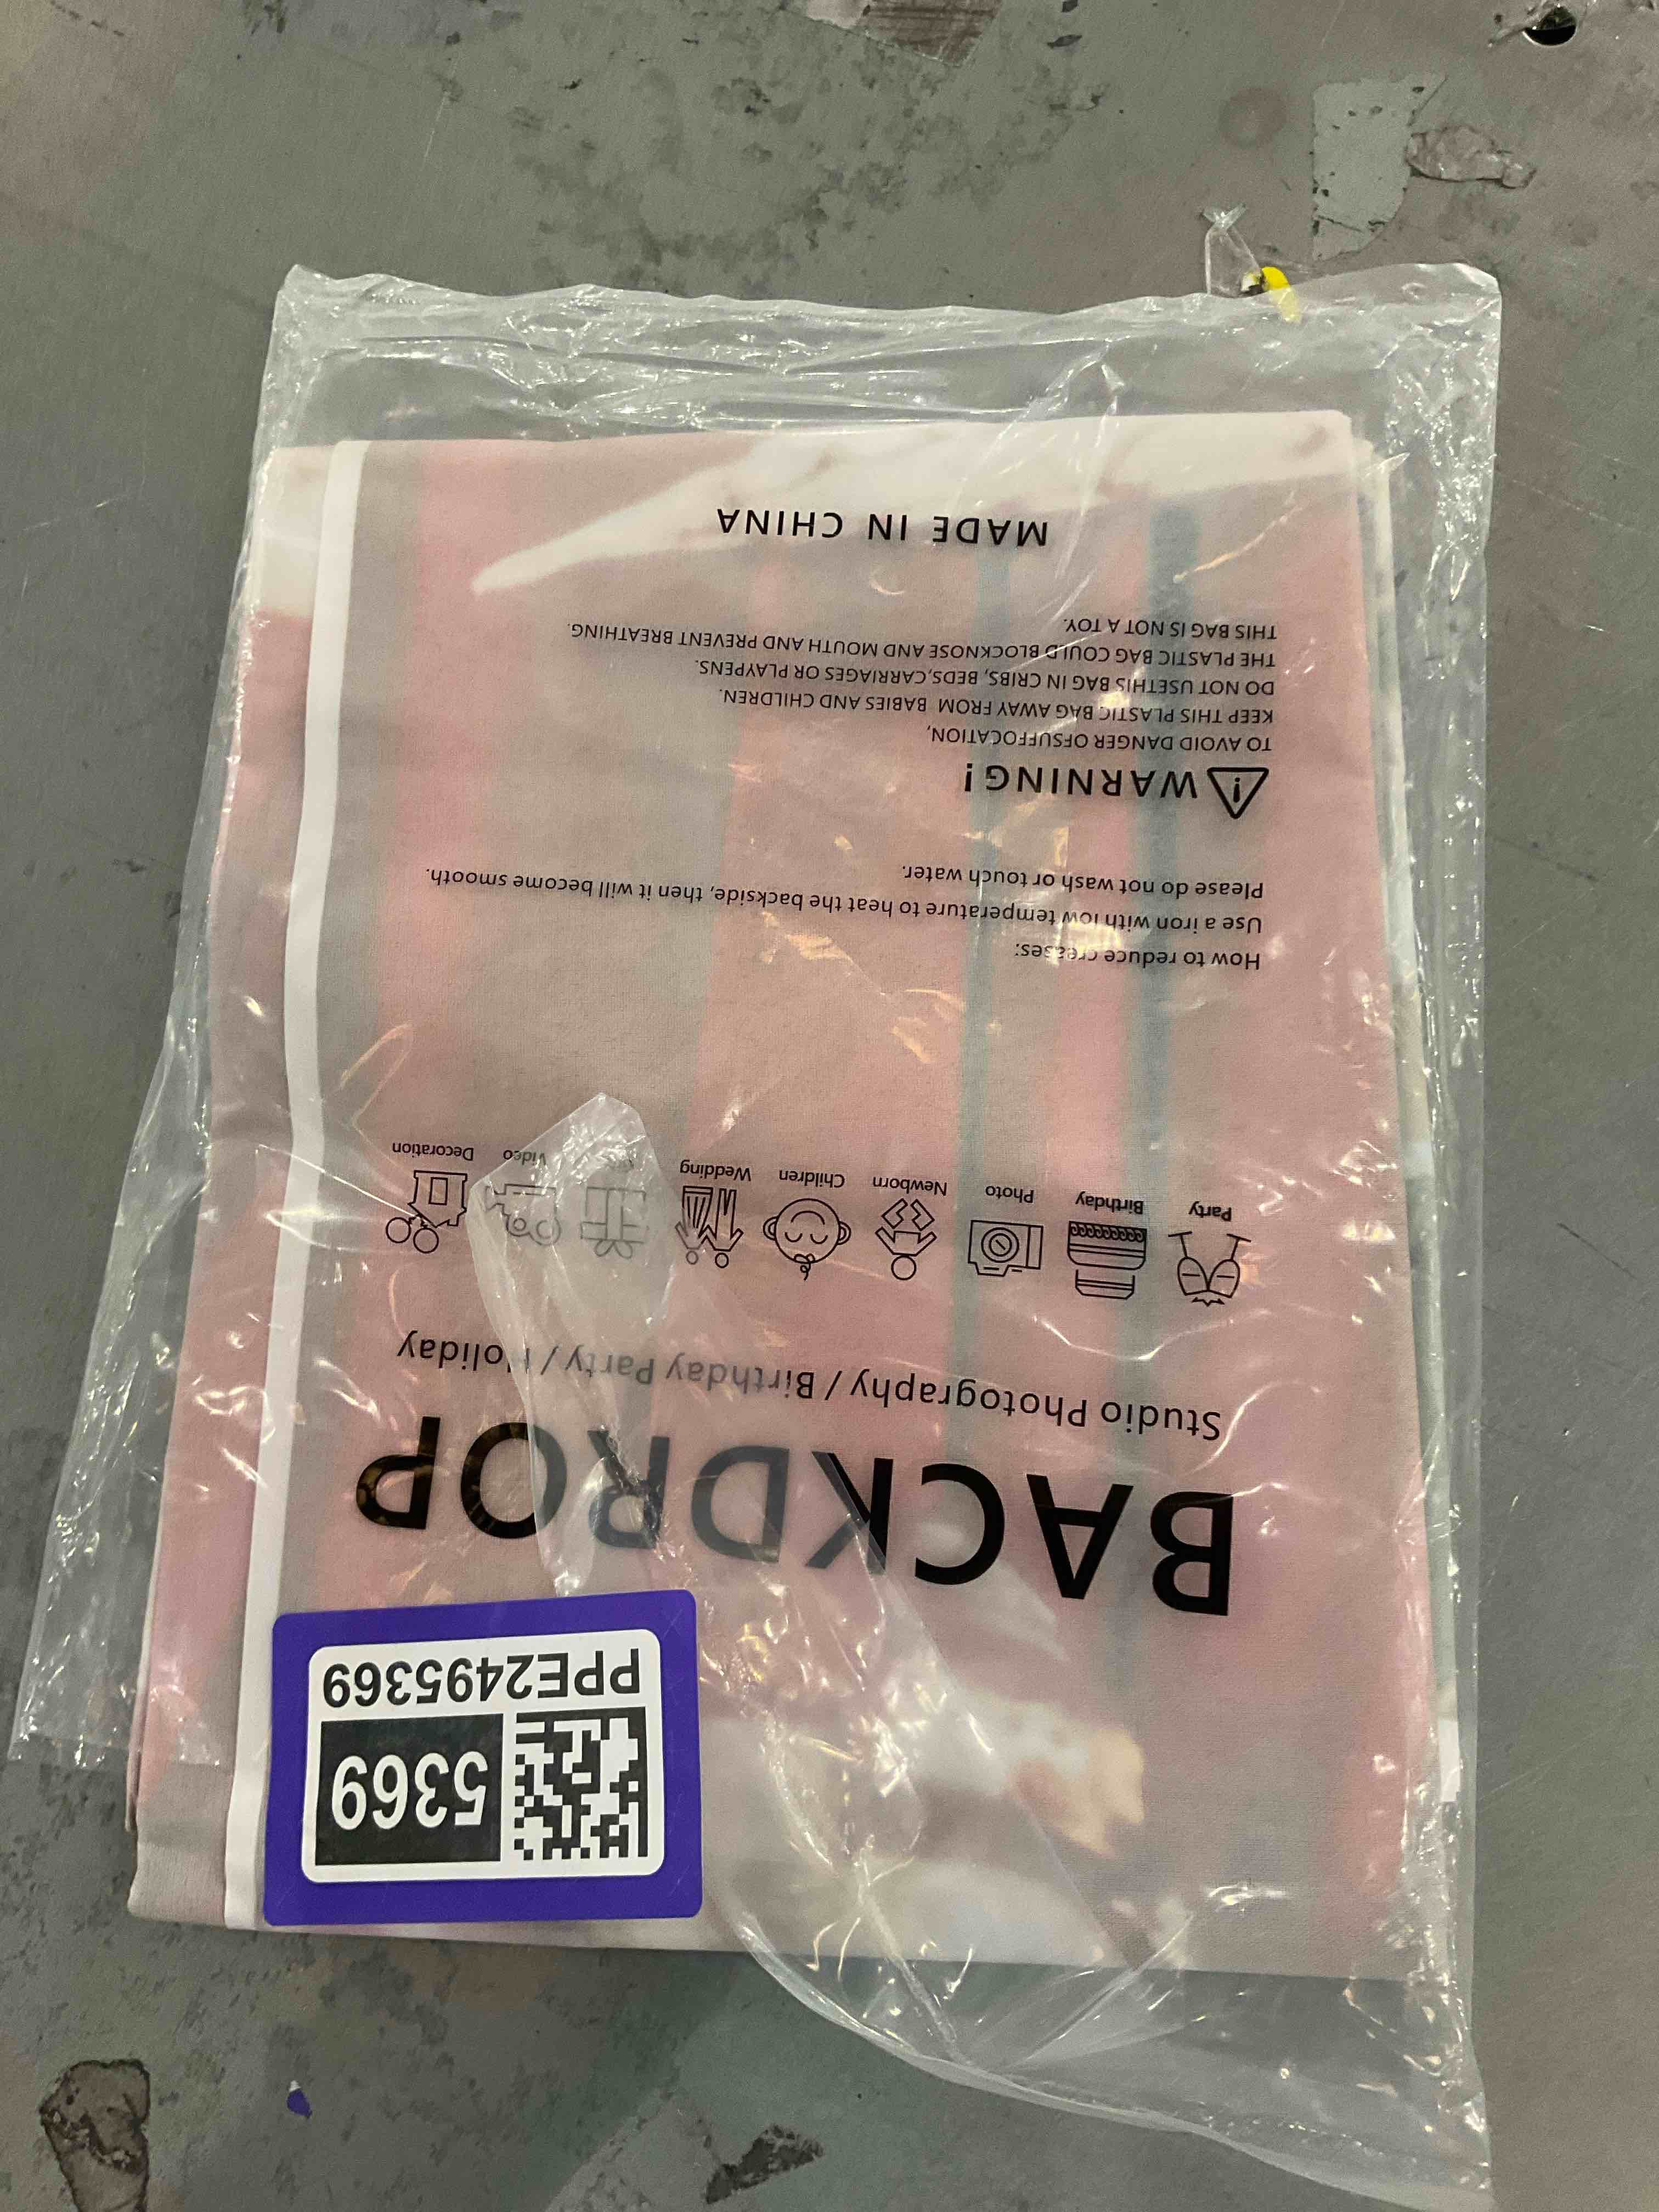 PPE2495369
5369
BACKDROP
Studio Photography / Birthday Party / Holiday
Party
Birthday
Photo
Newborn
Children
Wedding
Video
Decoration
How to reduce creases:
Use a iron with low temperature to heat the backside, then it will become smooth.
Please do not wash or touch water.
WARNING!
TO AVOID DANGER OFSUFFOCATION,
KEEP THIS PLASTIC BAG AWAY FROM BABIES AND CHILDREN.
DO NOT USETHIS BAG IN CRIBS, BEDS,CARRIAGES OR PLAYPENS.
THE PLASTIC BAG COULD BLOCKNOSE AND MOUTH AND PREVENT BREATHING.
THIS BAG IS NOT A TOY.
MADE IN CHINA